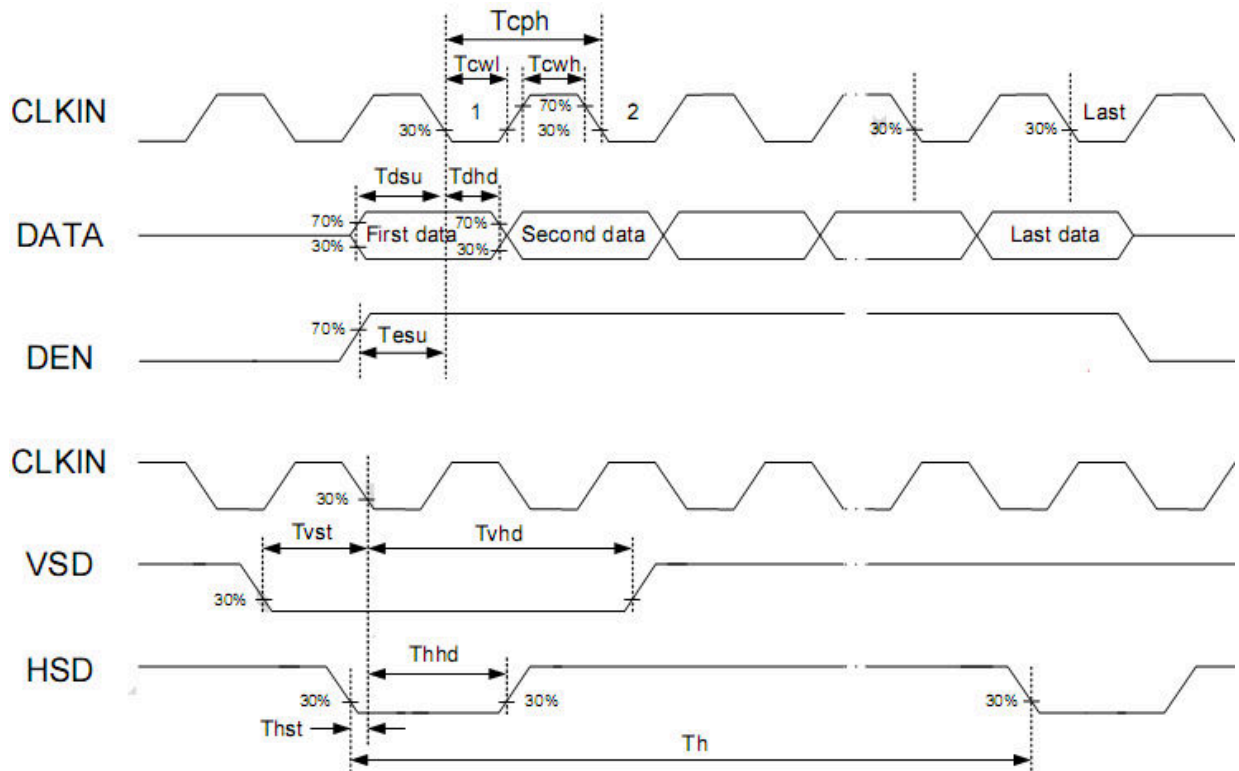 Tcph
Tcwl Tcwh
CLKIN 1 70% 2 Last
30% 30% 30% 30%
Tdsu Tdhd
70% 70%
DATA First data Second data Last data
30% 30%
70% Tesu
DEN
CLKIN
30%
Tvst Tvhd
VSD
30%
Thhd
HSD
30% 30% 30%
Thst
Th